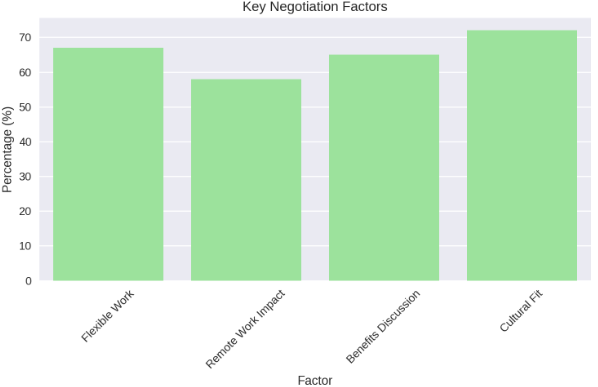 Key Negotiation Factors
Percentage (%)
70
60
50
40
30
20
10
0
Flexible Work
Remote Work Impact
Benefits Discussion
Cultural Fit
Factor